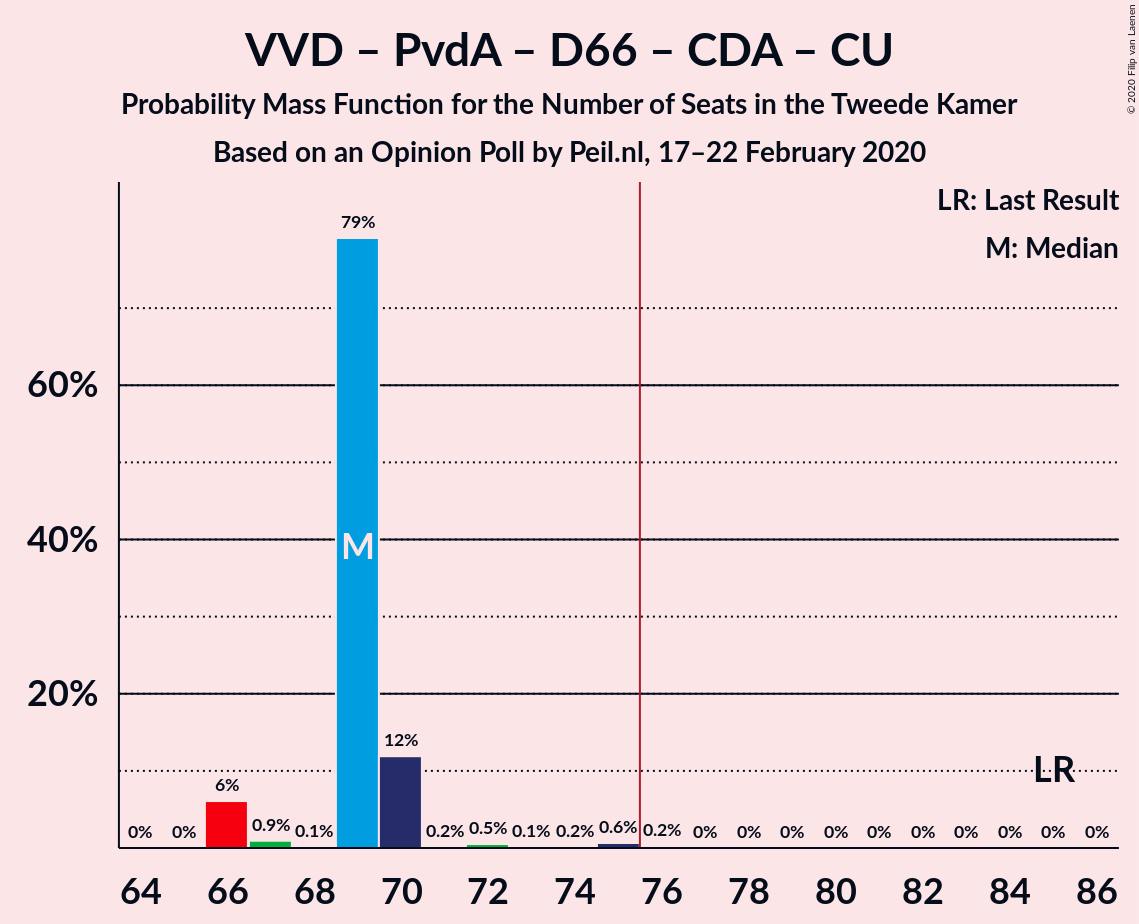 VVD – PvdA – D66 – CDA – CU
Probability Mass Function for the Number of Seats in the Tweede Kamer
Based on an Opinion Poll by Peil.nl, 17–22 February 2020
© 2020 Filip van Laenen
LR: Last Result
M: Median
60%
40%
20%
0%
0%
6%
0.9%
0.1%
79%
12%
0.2%
0.5%
0.1%
0.2%
0.6%
0.2%
0%
0%
0%
0%
0%
0%
0%
0%
0%
0%
M
LR
64 66 68 70 72 74 76 78 80 82 84 86